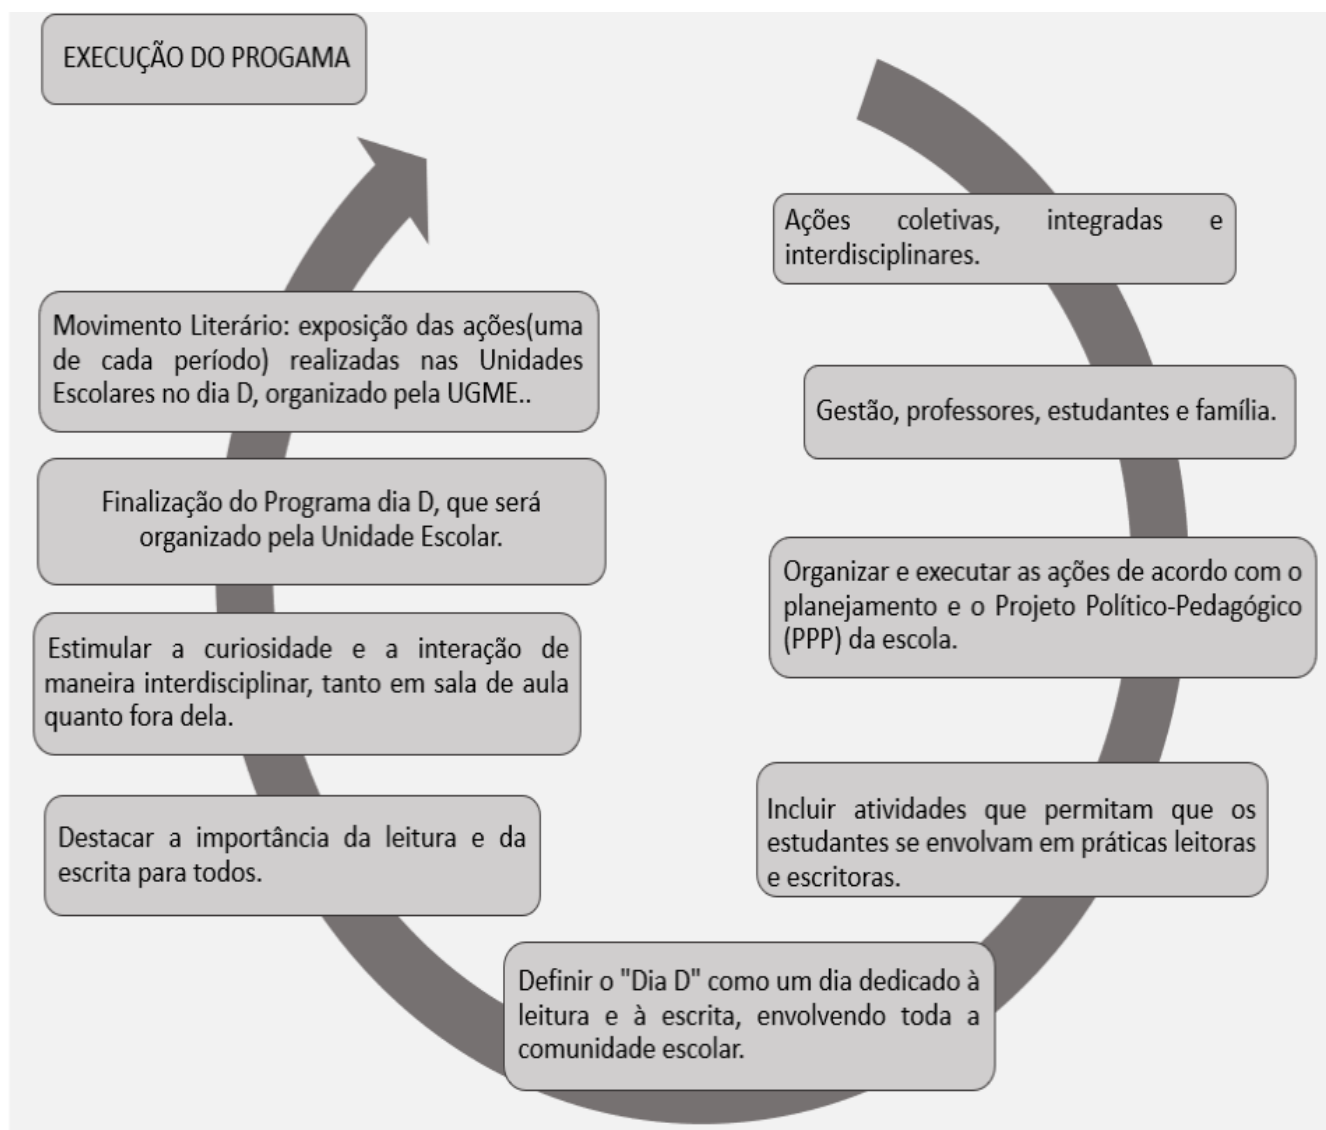 EXECUÇÃO DO PROGAMA
Ações coletivas, integradas e
interdisciplinares.
Gestão, professores, estudantes e família.
Organizar e executar as ações de acordo com o
planejamento e o Projeto Político-Pedagógico
(PPP) da escola.
Incluir atividades que permitam que os
estudantes se envolvam em práticas leitoras
e escritoras.
Definir o "Dia D" como um dia dedicado à
leitura e à escrita, envolvendo toda a
comunidade escolar.
Destacar a importância da leitura e da
escrita para todos.
Estimular a curiosidade e a interação de
maneira interdisciplinar, tanto em sala de aula
quanto fora dela.
Finalização do Programa dia D, que será
organizado pela Unidade Escolar.
Movimento Literário: exposição das ações(uma
de cada período) realizadas nas Unidades
Escolares no dia D, organizado pela UGME..